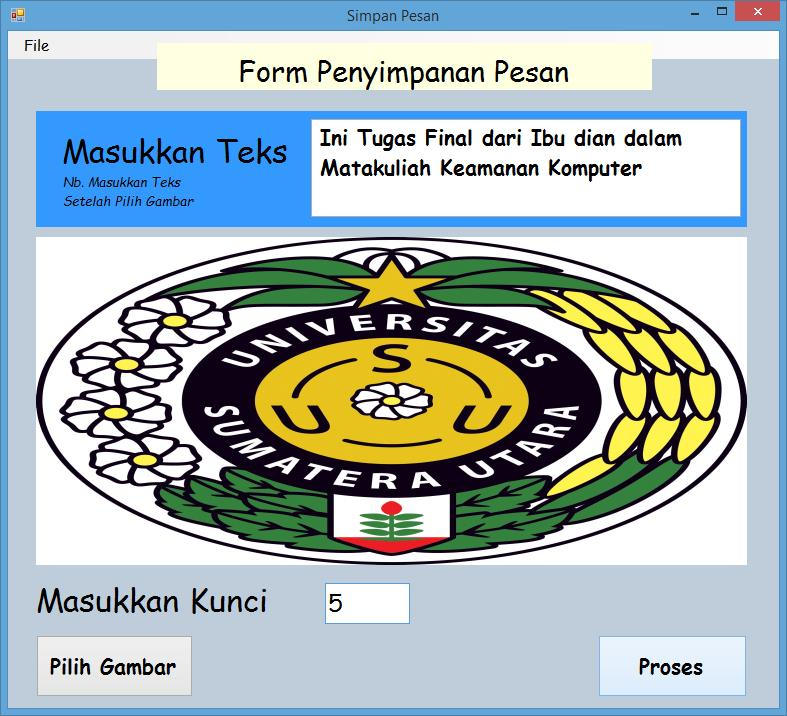 Simpan Pesan
File
Form Penyimpanan Pesan
Masukkan Teks
Nb. Masukkan Teks
Setelah Pilih Gambar
Ini Tugas Final dari Ibu dian dalam
Matakuliah Keamanan Komputer
UNIVERSITAS
S
U U
SUMATERA UTARA
Masukkan Kunci
5
Pilih Gambar
Proses